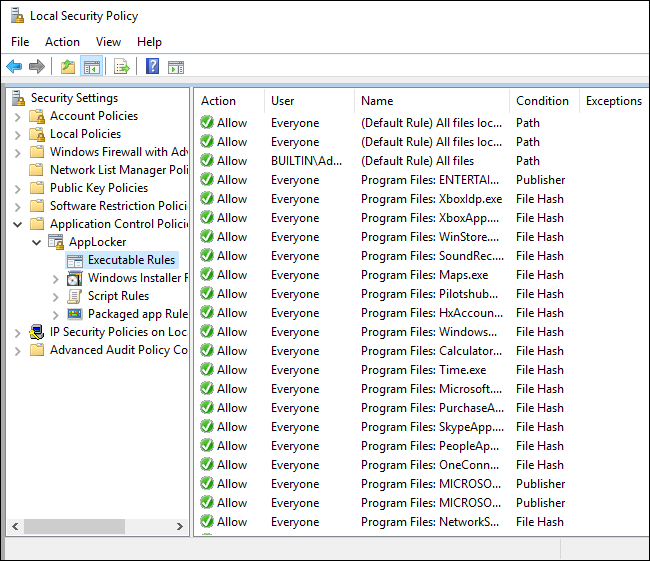 Local Security Policy
File Action View Help
Security Settings
Account Policies
Local Policies
Windows Firewall with Adv
Network List Manager Poli
Public Key Policies
Software Restriction Policie
Application Control Policie
AppLocker
Executable Rules
Windows Installer R
Script Rules
Packaged app Rule
IP Security Policies on Loc
Advanced Audit Policy Co
Action User Name Condition Exceptions
Allow Everyone (Default Rule) All files loc... Path
Allow Everyone (Default Rule) All files loc... Path
Allow BUILTIN\Ad... (Default Rule) All files Path
Allow Everyone Program Files: ENTERTAI... Publisher
Allow Everyone Program Files: XboxIdp.exe File Hash
Allow Everyone Program Files: XboxApp.... File Hash
Allow Everyone Program Files: WinStore.... File Hash
Allow Everyone Program Files: SoundRec... File Hash
Allow Everyone Program Files: Maps.exe File Hash
Allow Everyone Program Files: Pilotshub... File Hash
Allow Everyone Program Files: HxAccoun... File Hash
Allow Everyone Program Files: Windows... File Hash
Allow Everyone Program Files: Calculator... File Hash
Allow Everyone Program Files: Time.exe File Hash
Allow Everyone Program Files: Microsoft.... File Hash
Allow Everyone Program Files: PurchaseA... File Hash
Allow Everyone Program Files: SkypeApp.... File Hash
Allow Everyone Program Files: PeopleAp... File Hash
Allow Everyone Program Files: OneConn... File Hash
Allow Everyone Program Files: MICROSO... Publisher
Allow Everyone Program Files: MICROSO... Publisher
Allow Everyone Program Files: NetworkS... File Hash